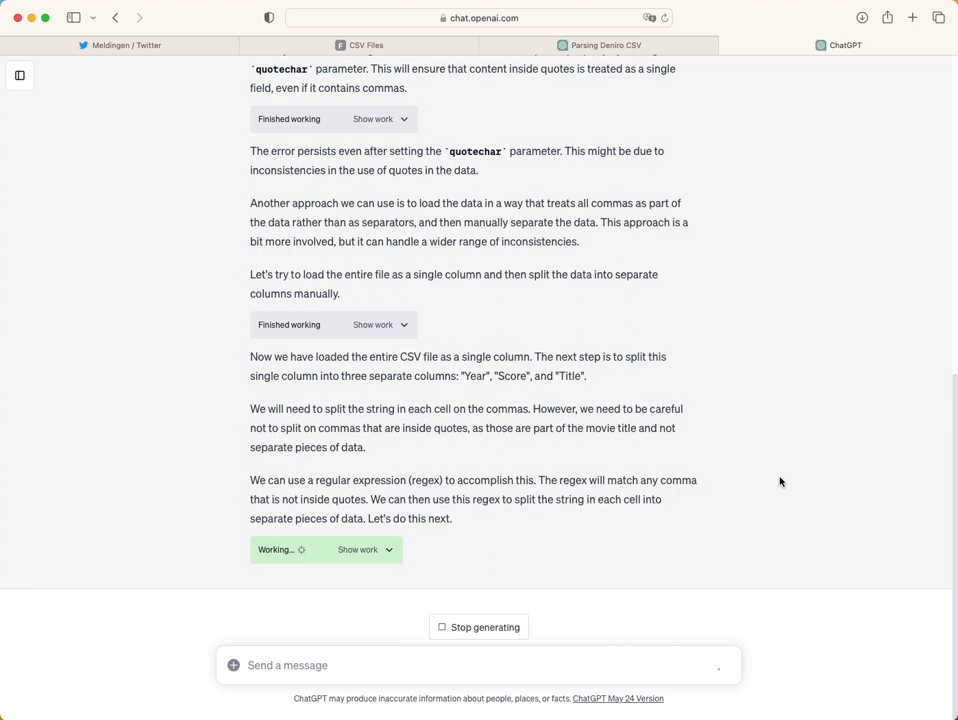 chat.openai.com
Meldingen / Twitter
CSV Files
Parsing Deniro CSV
ChatGPT
`quotechar` parameter. This will ensure that content inside quotes is treated as a single
field, even if it contains commas.
Finished working Show work
The error persists even after setting the `quotechar` parameter. This might be due to
inconsistencies in the use of quotes in the data.
Another approach we can use is to load the data in a way that treats all commas as part of
the data rather than as separators, and then manually separate the data. This approach is a
bit more involved, but it can handle a wider range of inconsistencies.
Let's try to load the entire file as a single column and then split the data into separate
columns manually.
Finished working Show work
Now we have loaded the entire CSV file as a single column. The next step is to split this
single column into three separate columns: "Year", "Score", and "Title".
We will need to split the string in each cell on the commas. However, we need to be careful
not to split on commas that are inside quotes, as those are part of the movie title and not
separate pieces of data.
We can use a regular expression (regex) to accomplish this. The regex will match any comma
that is not inside quotes. We can then use this regex to split the string in each cell into
separate pieces of data. Let's do this next.
Working... Show work
Stop generating
Send a message
ChatGPT may produce inaccurate information about people, places, or facts. ChatGPT May 24 Version